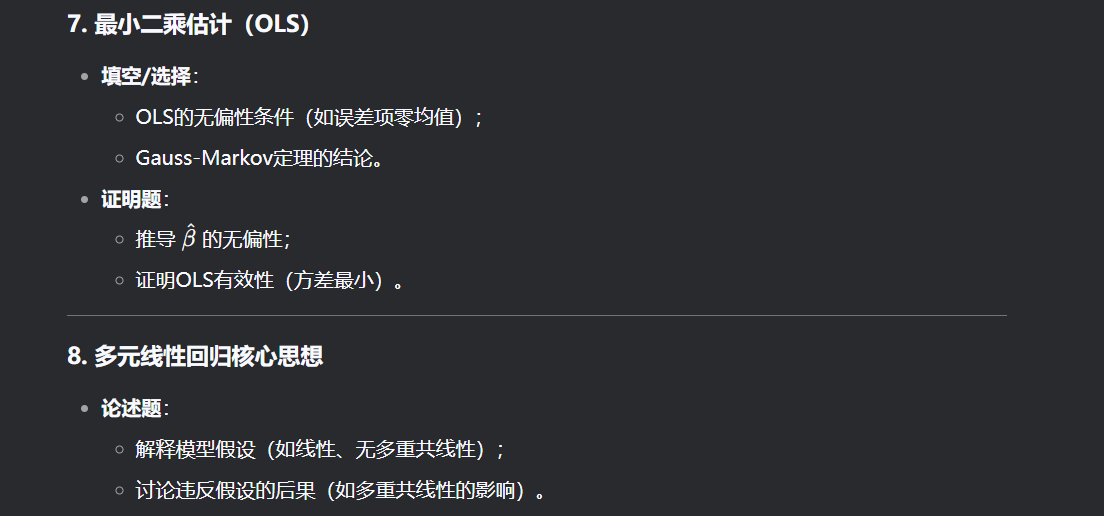 7. 最小二乘估计（OLS）
填空/选择：
OLS的无偏性条件（如误差项零均值）；
Gauss-Markov定理的结论。
证明题：
推导 β̂ 的无偏性；
证明OLS有效性（方差最小）。
8. 多元线性回归核心思想
论述题：
解释模型假设（如线性、无多重共线性）；
讨论违反假设的后果（如多重共线性的影响）。